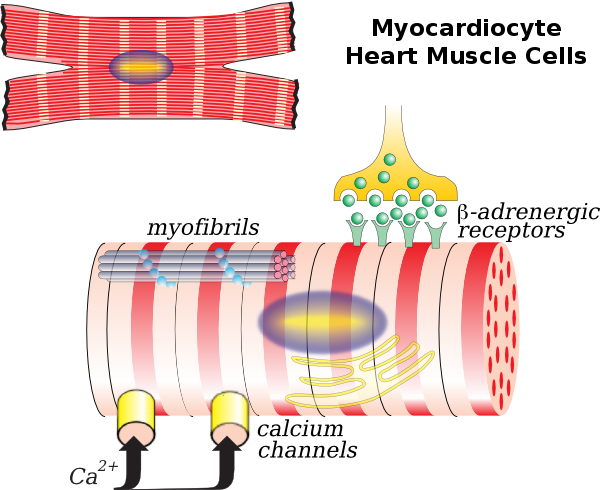 Myocardiocyte
Heart Muscle Cells
β-adrenergic
receptors
myofibrils
calcium
channels
Ca²⁺